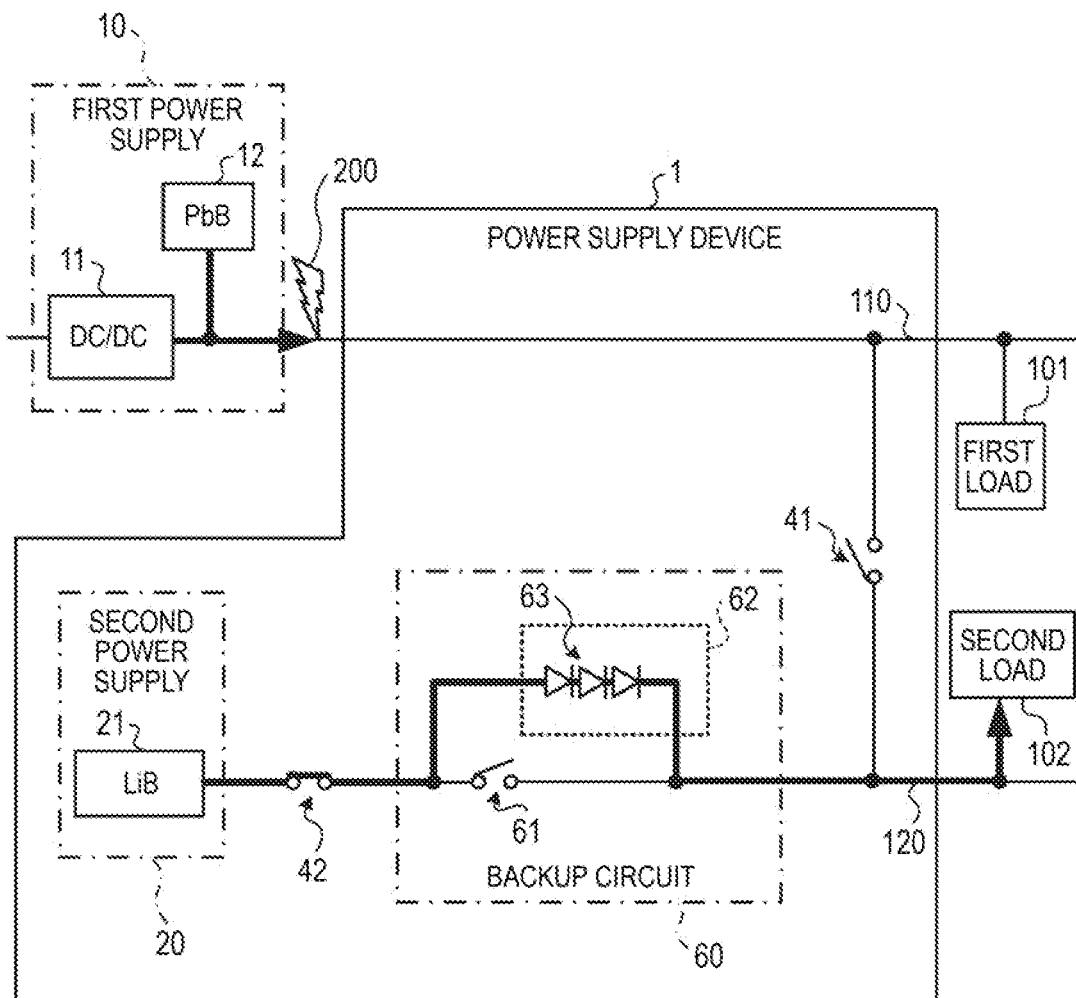 10
FIRST POWER
SUPPLY
12
PbB
200
1
POWER SUPPLY DEVICE
11
DC/DC
110
101
FIRST
LOAD
41
SECOND
POWER
SUPPLY
63
62
SECOND
LOAD
21
LiB
102
42
61
120
BACKUP CIRCUIT
20
60